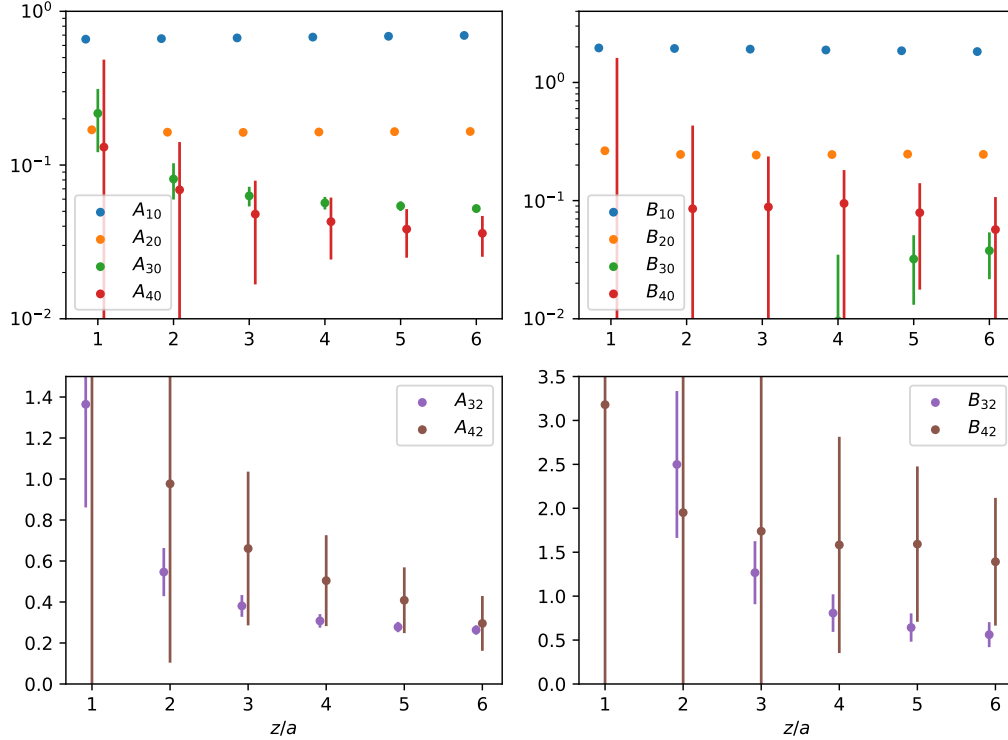 10⁰
10⁻¹
10⁻²
A₁₀
A₂₀
A₃₀
A₄₀
1 2 3 4 5 6
10⁰
10⁻¹
10⁻²
B₁₀
B₂₀
B₃₀
B₄₀
1 2 3 4 5 6
1.4
1.2
1.0
0.8
0.6
0.4
0.2
0.0
A₃₂
A₄₂
1 2 3 4 5 6
z/a
3.5
3.0
2.5
2.0
1.5
1.0
0.5
0.0
B₃₂
B₄₂
1 2 3 4 5 6
z/a